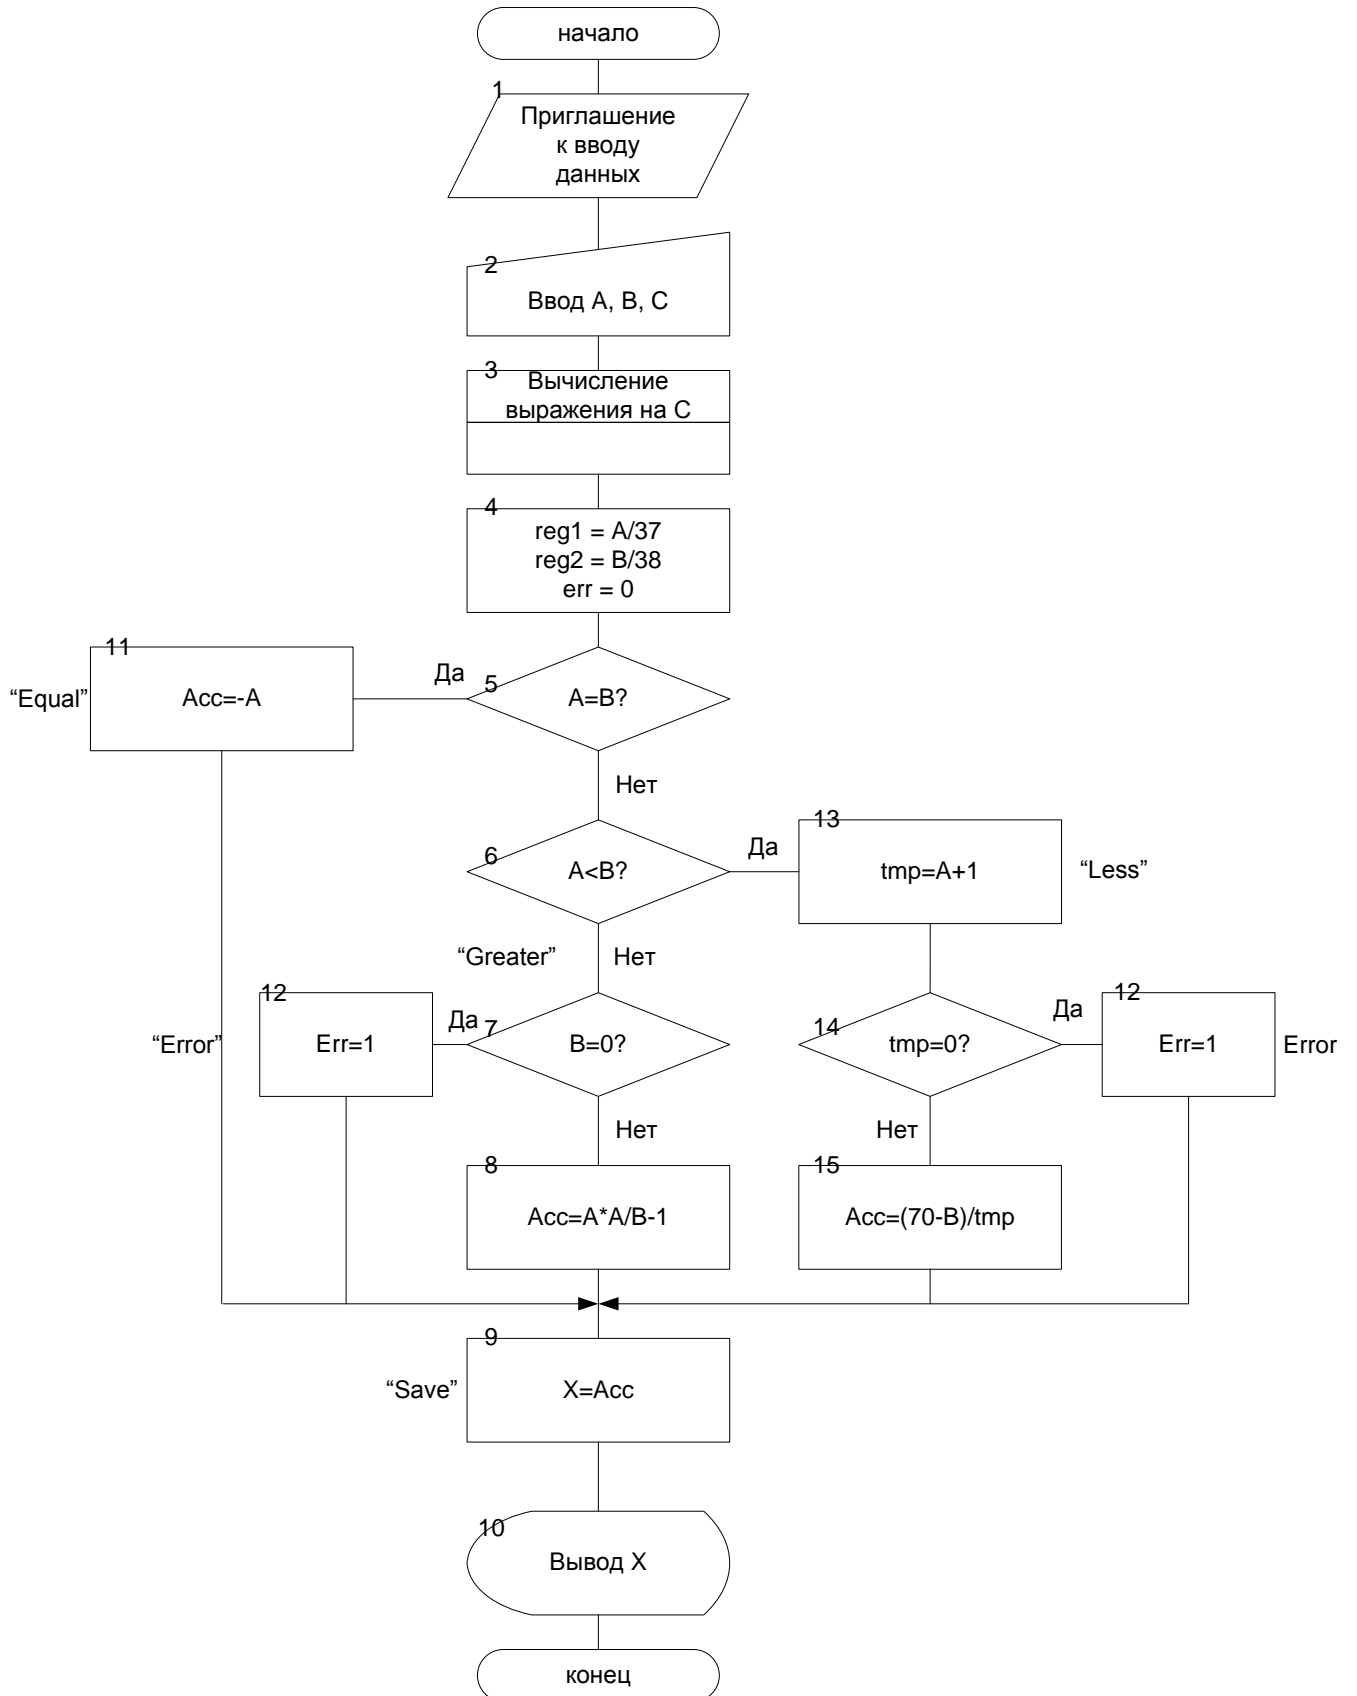 начало
1
Приглашение
к вводу
данных
2
Ввод A, B, C
3
Вычисление
выражения на C
4
reg1 = A/37
reg2 = B/38
err = 0
11
“Equal”
Acc=-A
Да
5
A=B?
Нет
6
A<B?
Да
13
tmp=A+1
“Less”
“Greater”
Нет
12
“Error”
Err=1
Да
7
B=0?
14
tmp=0?
Да
12
Err=1
Error
Нет
Нет
8
Acc=A*A/B-1
15
Acc=(70-B)/tmp
9
“Save”
X=Acc
10
Вывод X
конец